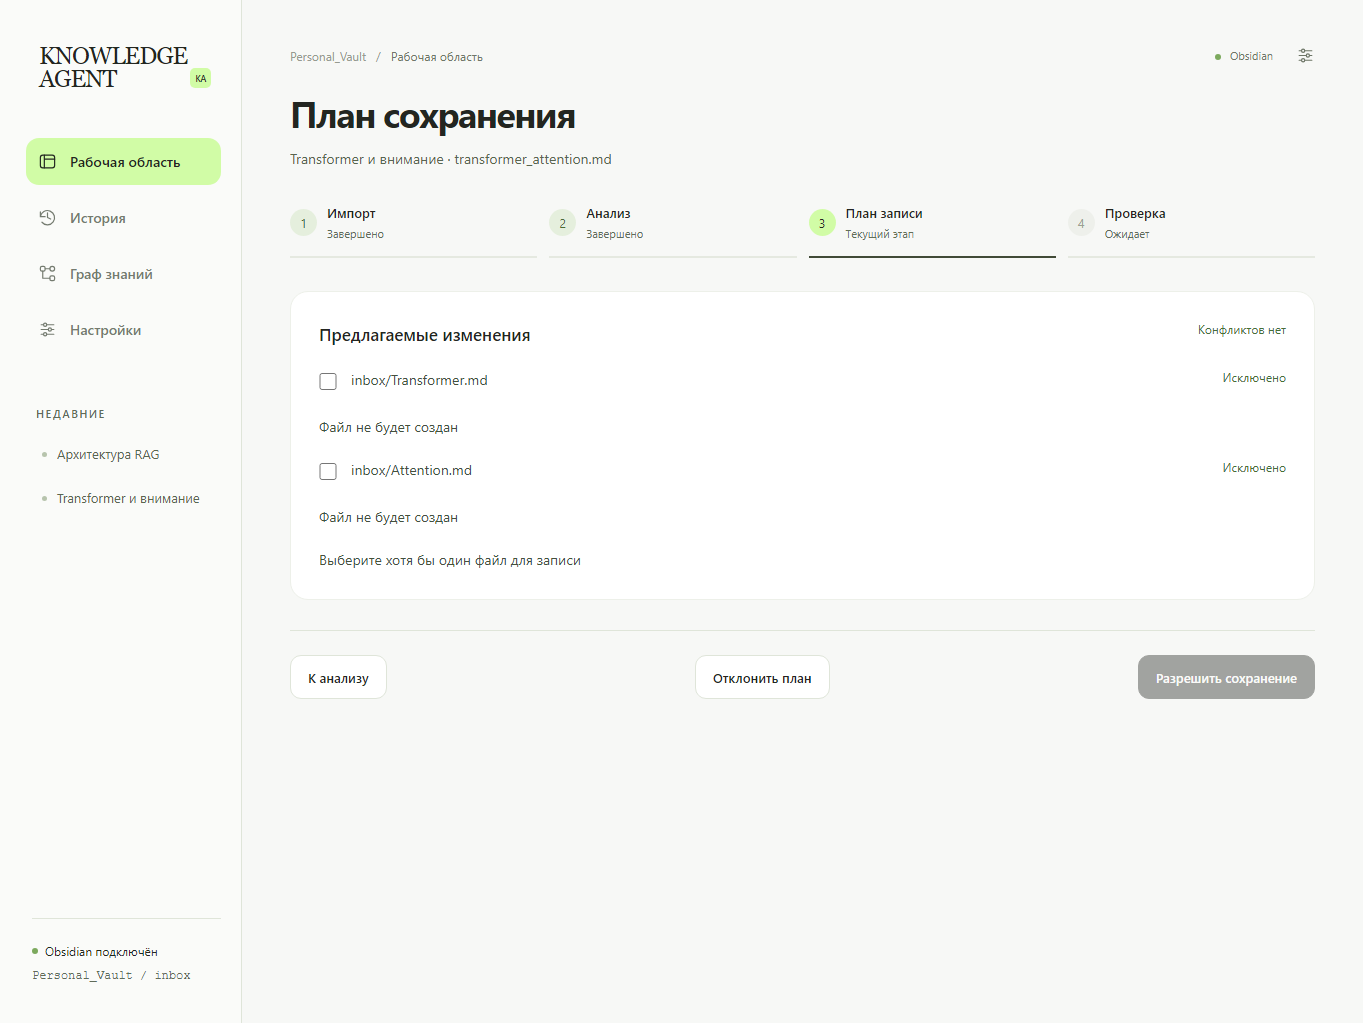 KNOWLEDGE
AGENT
KA
Рабочая область
История
Граф знаний
Настройки
НЕДАВНИЕ
Архитектура RAG
Transformer и внимание
Obsidian подключён
Personal_Vault / inbox
Personal_Vault / Рабочая область
Obsidian
План сохранения
Transformer и внимание · transformer_attention.md
1
Импорт
Завершено
2
Анализ
Завершено
3
План записи
Текущий этап
4
Проверка
Ожидает
Предлагаемые изменения
Конфликтов нет
inbox/Transformer.md
Исключено
Файл не будет создан
inbox/Attention.md
Исключено
Файл не будет создан
Выберите хотя бы один файл для записи
К анализу
Отклонить план
Разрешить сохранение